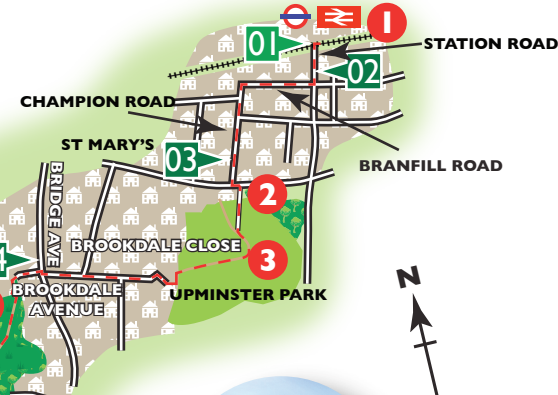 1
01
STATION ROAD
02
CHAMPION ROAD
ST MARY'S
03
BRANFILL ROAD
BRIDGE AVE
2
BROOKDALE CLOSE
3
4
BROOKDALE
AVENUE
UPMINSTER PARK
N